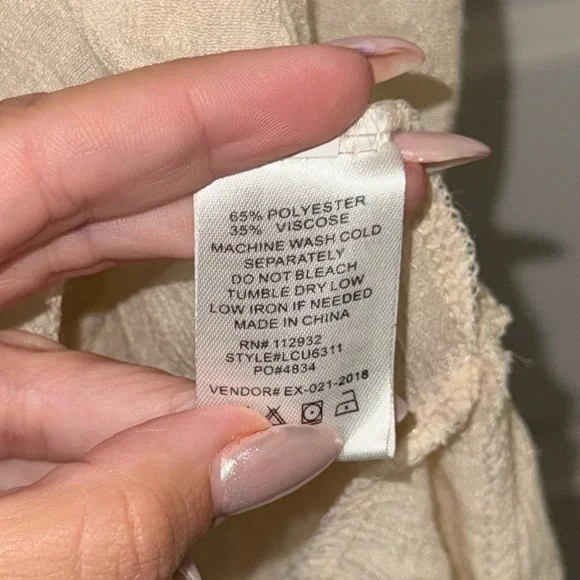 65% POLYESTER
35% VISCOSE
MACHINE WASH COLD
SEPARATELY
DO NOT BLEACH
TUMBLE DRY LOW
LOW IRON IF NEEDED
MADE IN CHINA
RN# 112932
STYLE#LCU6311
PO#4834
VENDOR# EX-021-2018